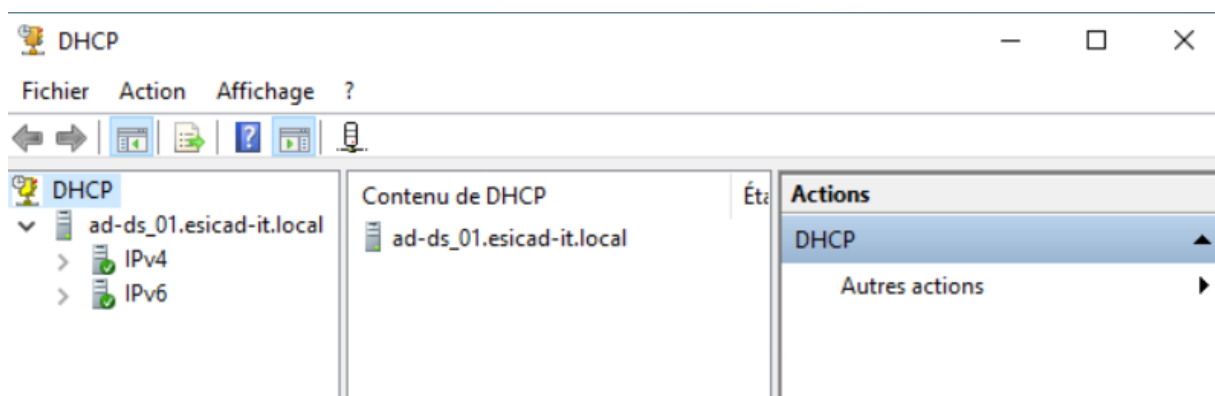 DHCP
Fichier Action Affichage ?
DHCP
ad-ds_01.esicad-it.local
IPv4
IPv6
Contenu de DHCP Éta
ad-ds_01.esicad-it.local
Actions
DHCP
Autres actions